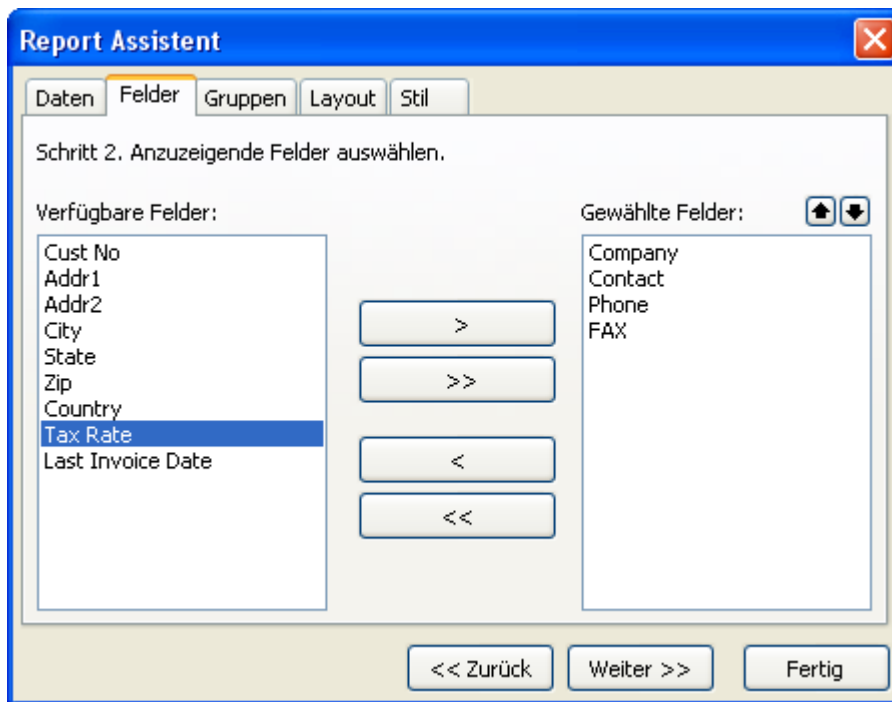 Report Assistent
Daten Felder Gruppen Layout Stil
Schritt 2. Anzuzeigende Felder auswählen.
Verfügbare Felder:
Cust No
Addr1
Addr2
City
State
Zip
Country
Tax Rate
Last Invoice Date
>
>>
<
<<
Gewählte Felder:
Company
Contact
Phone
FAX
<< Zurück Weiter >> Fertig